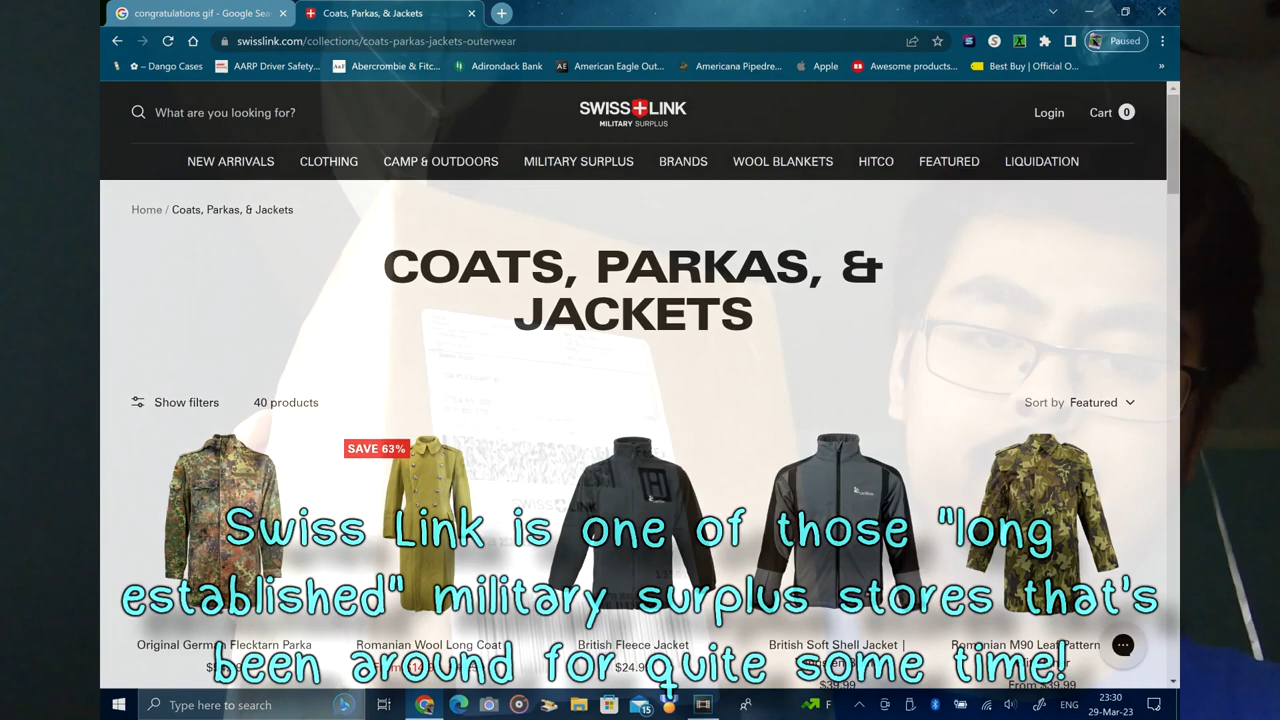 congratulations gif - Google Sea
Coats, Parkas, & Jackets
swisslink.com/collections/coats-parkas-jackets-outerwear
Paused
✿ – Dango Cases
AARP Driver Safety...
Abercrombie & Fitc...
Adirondack Bank
American Eagle Out...
Americana Pipedre...
Apple
Awesome products...
Best Buy | Official O...
»
What are you looking for?
SWISS LINK
MILITARY SURPLUS
Login
Cart 0
NEW ARRIVALS CLOTHING CAMP & OUTDOORS MILITARY SURPLUS BRANDS WOOL BLANKETS HITCO FEATURED LIQUIDATION
Home / Coats, Parkas, & Jackets
COATS, PARKAS, &
JACKETS
Show filters
40 products
Sort by Featured
SAVE 63%
Swiss Link is one of those "long
established" military surplus stores that's
been around for quite some time!
Original German Flecktarn Parka
Romanian Wool Long Coat
British Fleece Jacket
$24.99
British Soft Shell Jacket |
$39.99
Romanian M90 Leaf Pattern
From $39.99
Type here to search
15
F
ENG
23:30
29-Mar-23